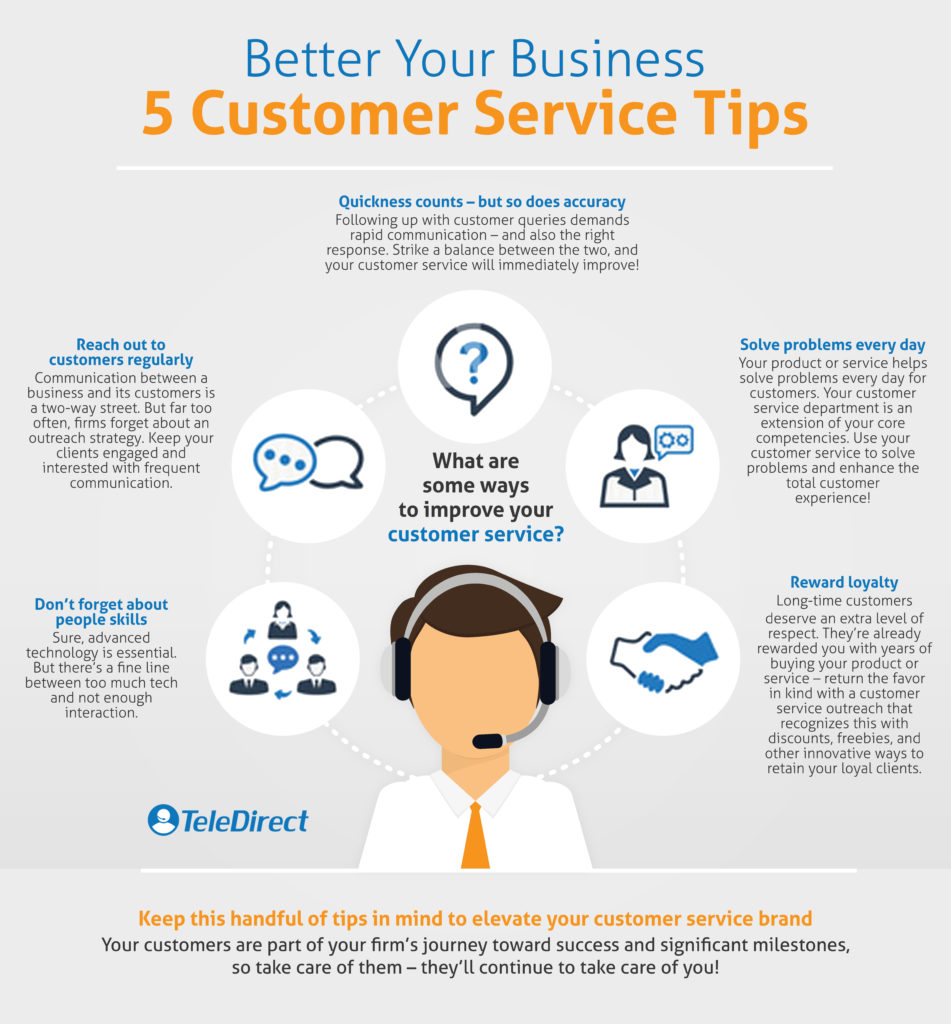 Better Your Business
5 Customer Service Tips
Quickness counts – but so does accuracy
Following up with customer queries demands
rapid communication – and also the right
response. Strike a balance between the two, and
your customer service will immediately improve!
Reach out to
customers regularly
Communication between a
business and its customers is
a two-way street. But far too
often, firms forget about an
outreach strategy. Keep your
clients engaged and
interested with frequent
communication.
?
Solve problems every day
Your product or service helps
solve problems every day for
customers. Your customer
service department is an
extension of your core
competencies. Use your
customer service to solve
problems and enhance the
total customer
experience!
What are
some ways
to improve your
customer service?
Don’t forget about
people skills
Sure, advanced
technology is essential.
But there’s a fine line
between too much tech
and not enough
interaction.
Reward loyalty
Long-time customers
deserve an extra level of
respect. They’re already
rewarded you with years of
buying your product or
service – return the favor
in kind with a customer
service outreach that
recognizes this with
discounts, freebies, and
other innovative ways to
retain your loyal clients.
TeleDirect
Keep this handful of tips in mind to elevate your customer service brand
Your customers are part of your firm’s journey toward success and significant milestones,
so take care of them – they’ll continue to take care of you!